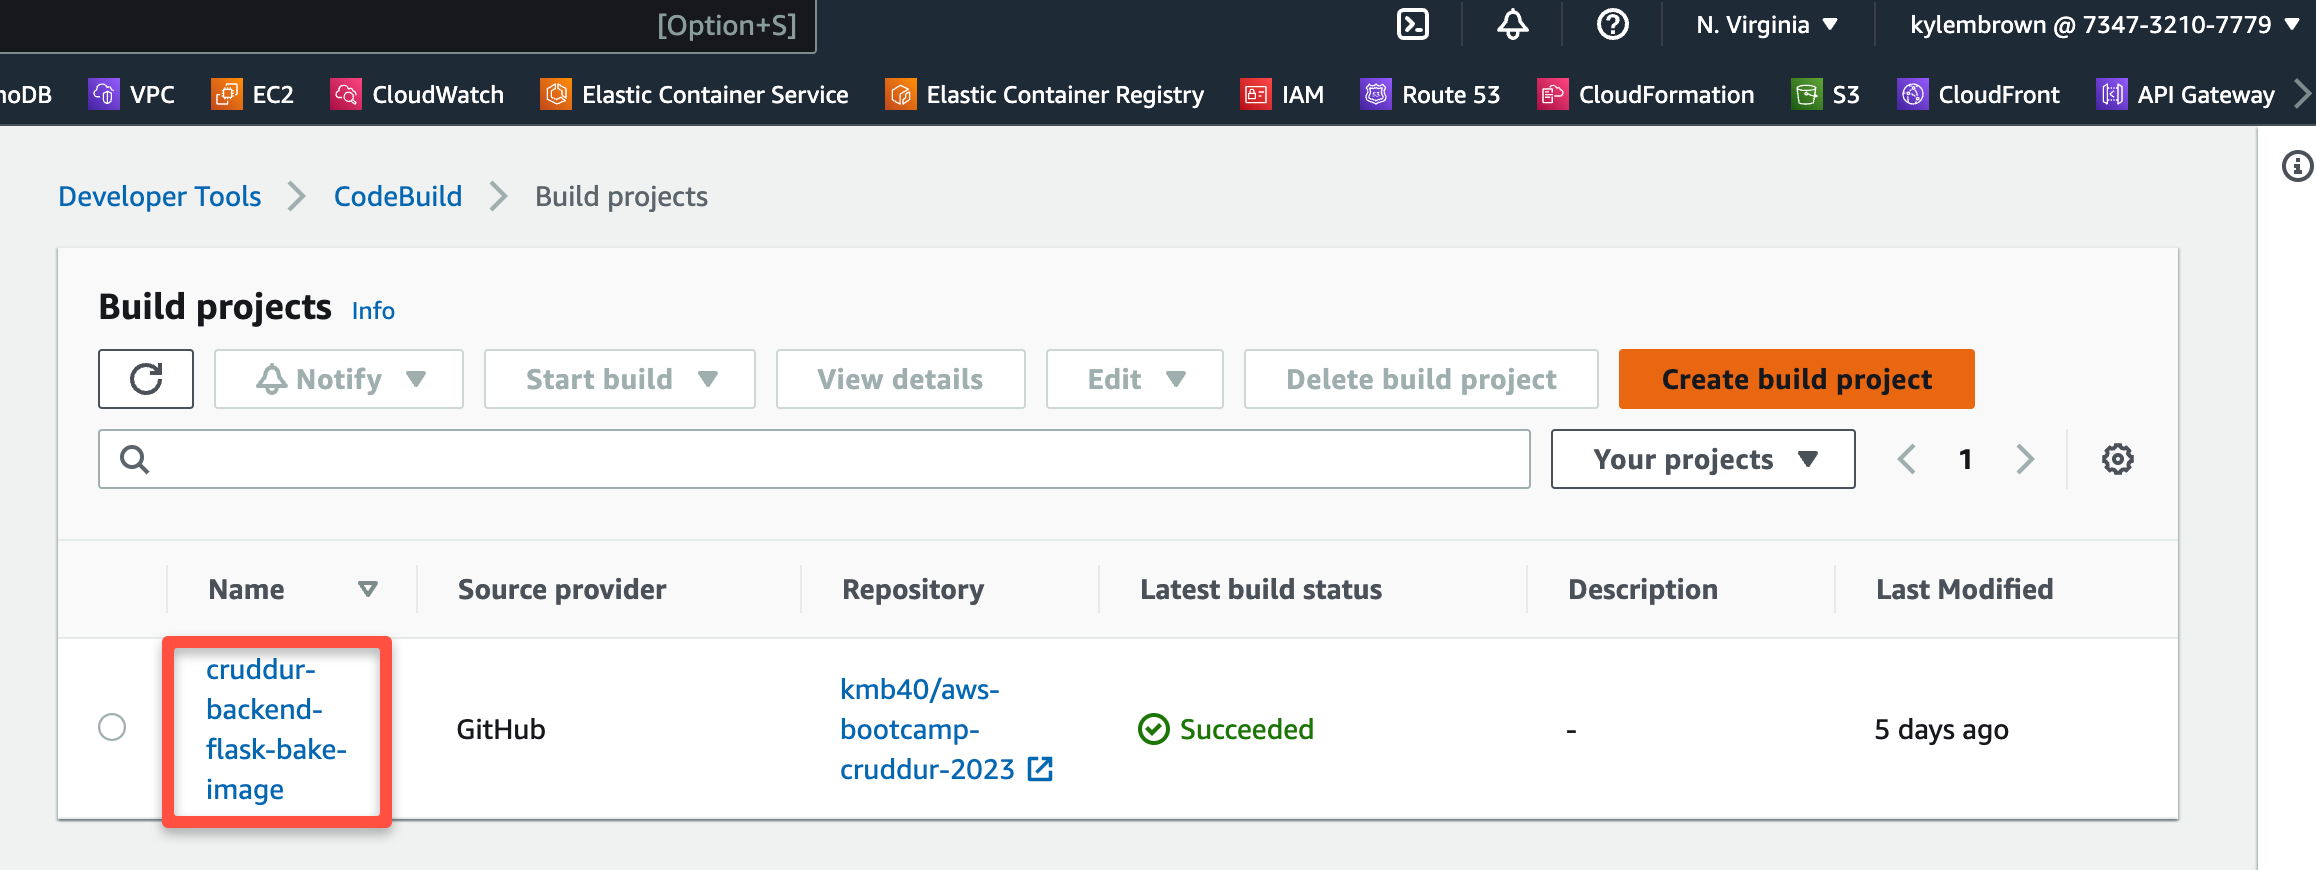 [Option+S]
N. Virginia
kylembrown @ 7347-3210-7779
noDB
VPC
EC2
CloudWatch
Elastic Container Service
Elastic Container Registry
IAM
Route 53
CloudFormation
S3
CloudFront
API Gateway
Developer Tools
CodeBuild
Build projects
Build projects Info
Notify
Start build
View details
Edit
Delete build project
Create build project
Your projects
1
Name
Source provider
Repository
Latest build status
Description
Last Modified
cruddur-
backend-
flask-bake-
image
GitHub
kmb40/aws-
bootcamp-
cruddur-2023
Succeeded
-
5 days ago